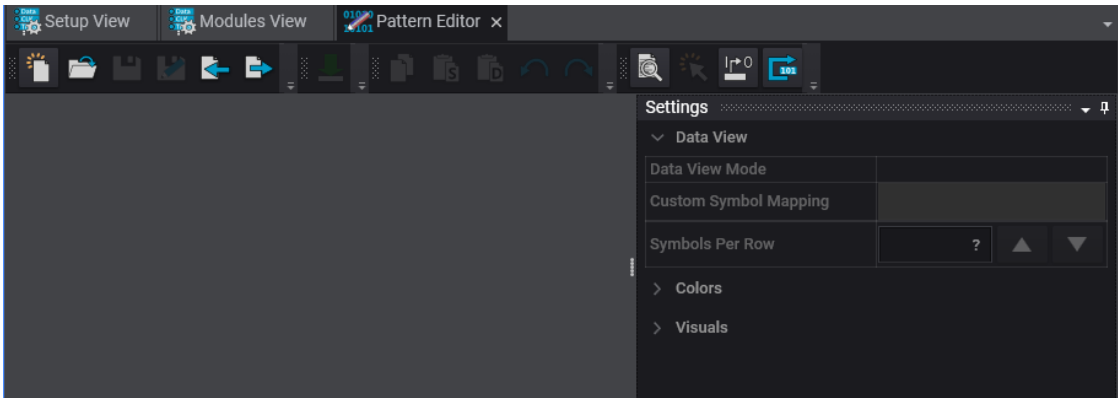 Setup View
Modules View
Pattern Editor
Settings
Data View
Data View Mode
Custom Symbol Mapping
Symbols Per Row
?
Colors
Visuals